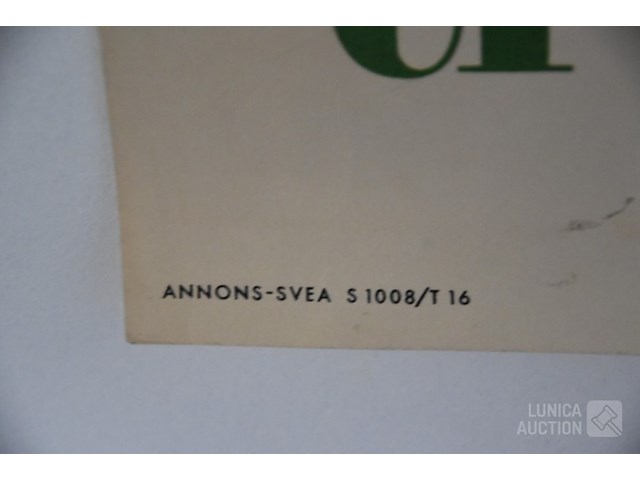 ANNONS-SVEA S 1008/T 16
LUNICA
AUCTION